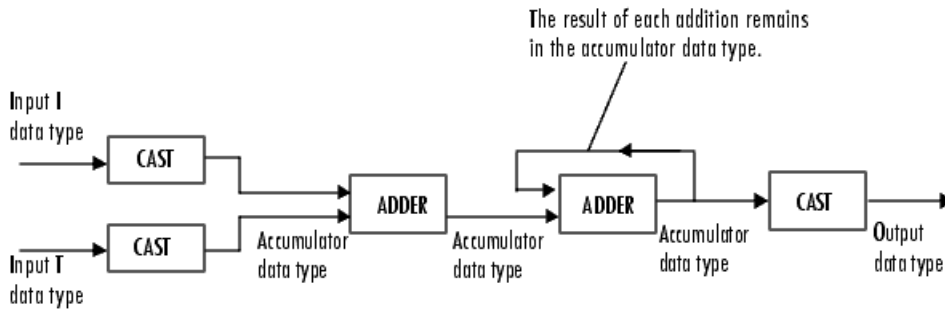 The result of each addition remains
in the accumulator data type.
Input I
data type
CAST
ADDER
ADDER
CAST
CAST
Input T
data type
Accumulator
data type
Accumulator
data type
Accumulator
data type
Output
data type